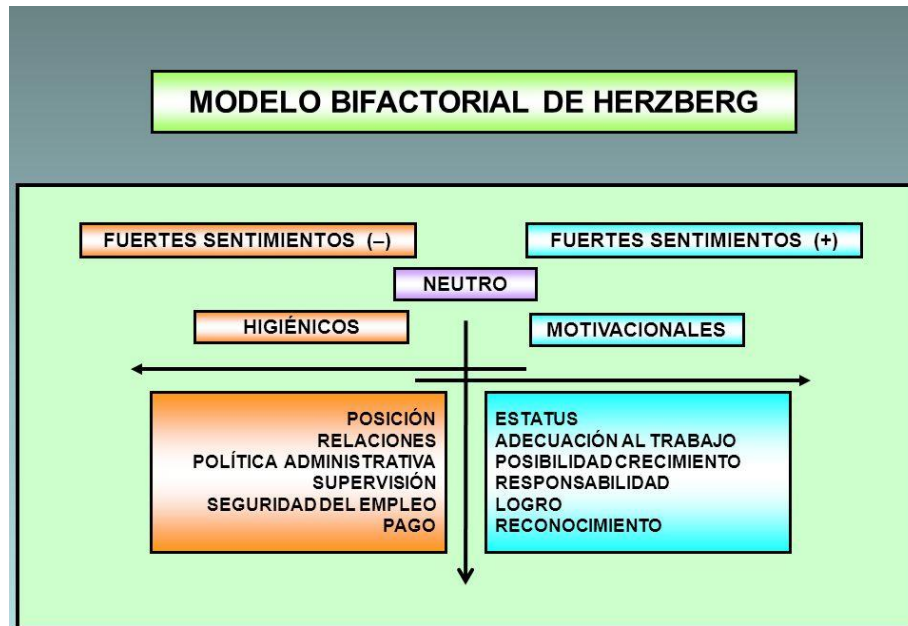 MODELO BIFACTORIAL DE HERZBERG
FUERTES SENTIMIENTOS (–)
FUERTES SENTIMIENTOS (+)
NEUTRO
HIGIÉNICOS
MOTIVACIONALES
POSICIÓN
RELACIONES
POLÍTICA ADMINISTRATIVA
SUPERVISIÓN
SEGURIDAD DEL EMPLEO
PAGO
ESTATUS
ADECUACIÓN AL TRABAJO
POSIBILIDAD CRECIMIENTO
RESPONSABILIDAD
LOGRO
RECONOCIMIENTO